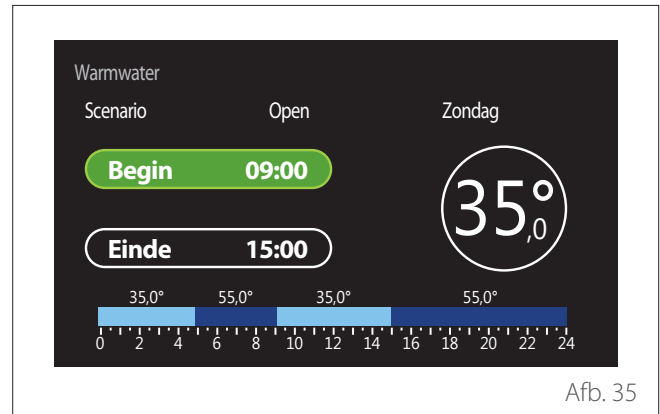 Warmwater
Scenario Open Zondag
Begin 09:00
35,0°
Einde 15:00
35,0° 55,0° 35,0° 55,0°
0 2 4 6 8 10 12 14 16 18 20 22 24
Afb. 35